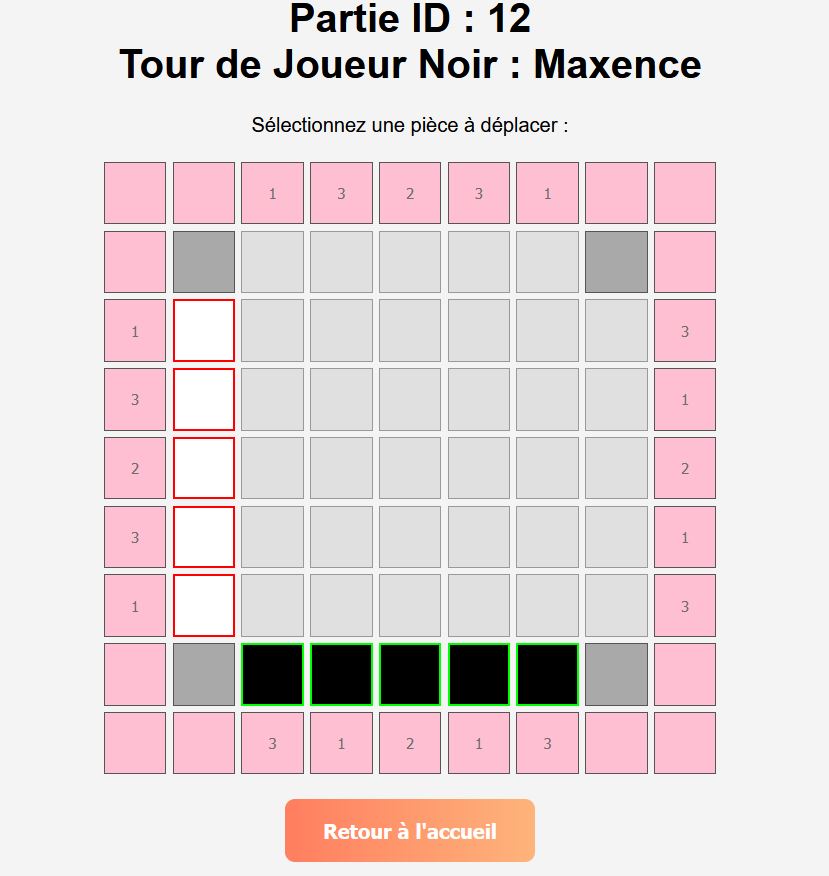 Partie ID : 12
Tour de Joueur Noir : Maxence
Sélectionnez une pièce à déplacer :
1 3 2 3 1
1 3
3 1
2 2
3 1
1 3
3 1 2 1 3
Retour à l'accueil